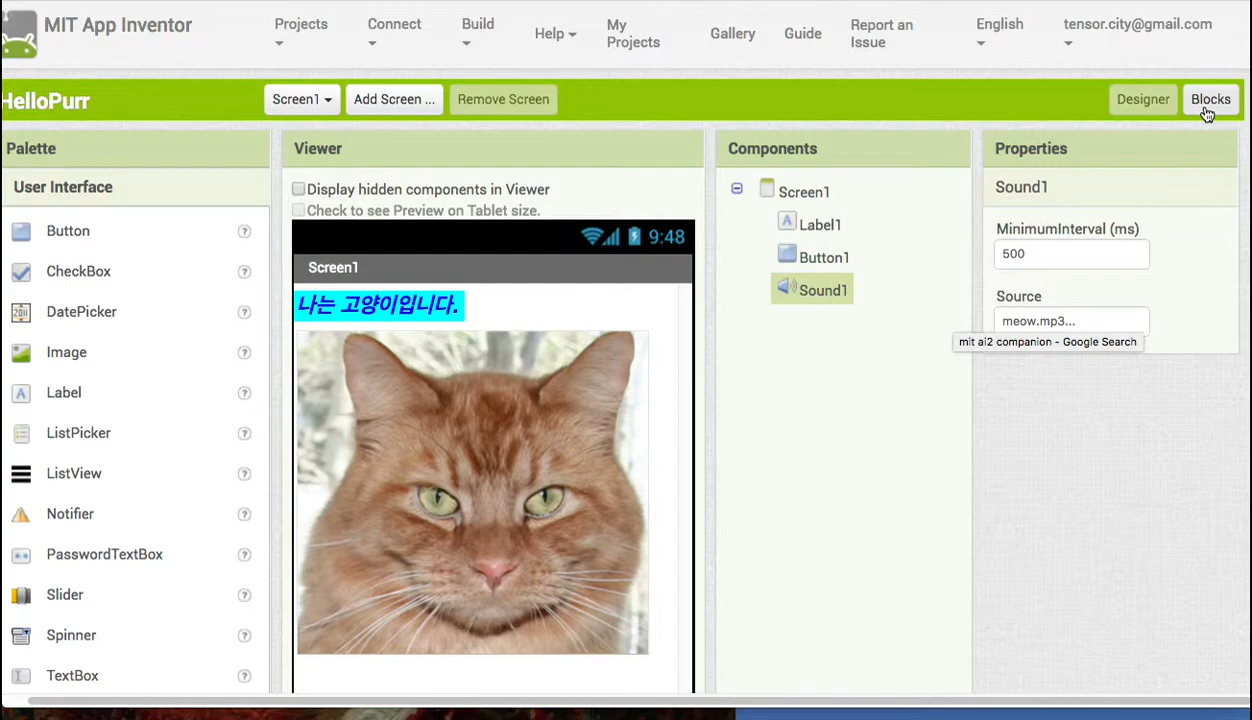 MIT App Inventor
Projects
Connect
Build
Help
My Projects
Gallery
Guide
Report an Issue
English
tensor.city@gmail.com
HelloPurr
Screen1
Add Screen ...
Remove Screen
Designer
Blocks
Palette
User Interface
Button
CheckBox
DatePicker
Image
Label
ListPicker
ListView
Notifier
PasswordTextBox
Slider
Spinner
TextBox
Viewer
Display hidden components in Viewer
Check to see Preview on Tablet size.
9:48
Screen1
나는 고양이입니다.
Components
Screen1
Label1
Button1
Sound1
Properties
Sound1
MinimumInterval (ms)
500
Source
meow.mp3...
mit ai2 companion - Google Search